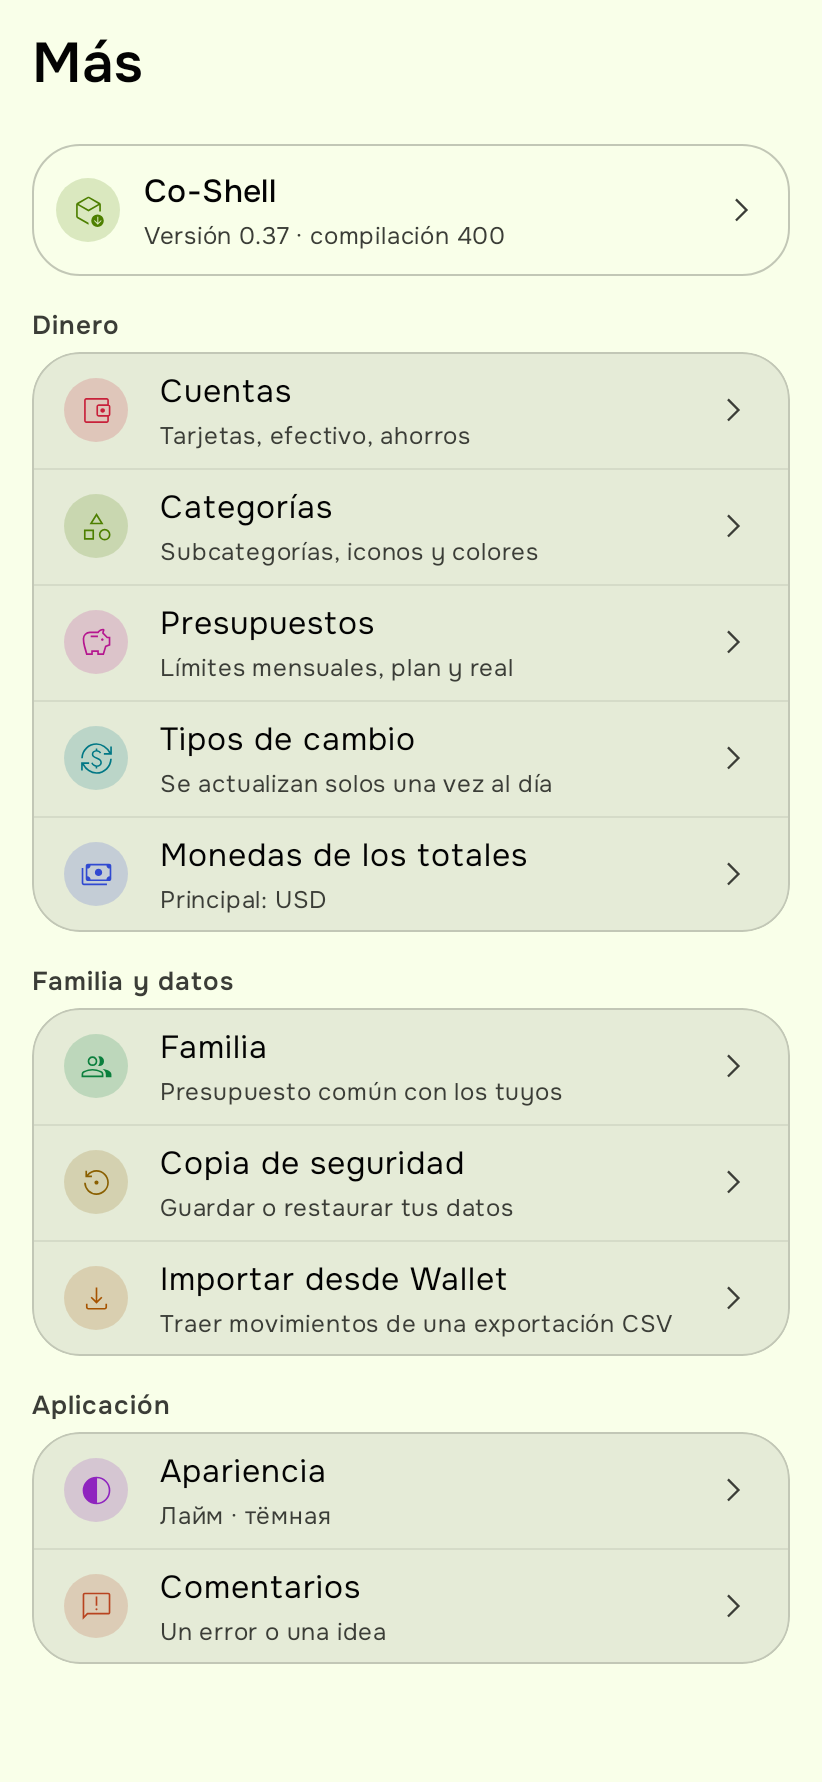 Más
Co-Shell
Versión 0.37 · compilación 400
Dinero
Cuentas
Tarjetas, efectivo, ahorros
Categorías
Subcategorías, iconos y colores
Presupuestos
Límites mensuales, plan y real
Tipos de cambio
Se actualizan solos una vez al día
Monedas de los totales
Principal: USD
Familia y datos
Familia
Presupuesto común con los tuyos
Copia de seguridad
Guardar o restaurar tus datos
Importar desde Wallet
Traer movimientos de una exportación CSV
Aplicación
Apariencia
Лайм · тёмная
Comentarios
Un error o una idea